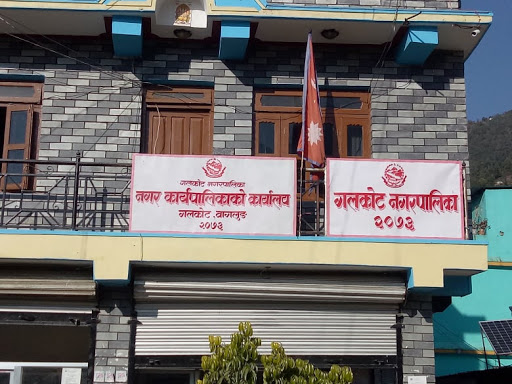 गलकोट नगरपालिका
नगर कार्यपालिकाको कार्यालय
गलकोट, बागलुङ
२०७३
गलकोट नगरपालिका
२०७३